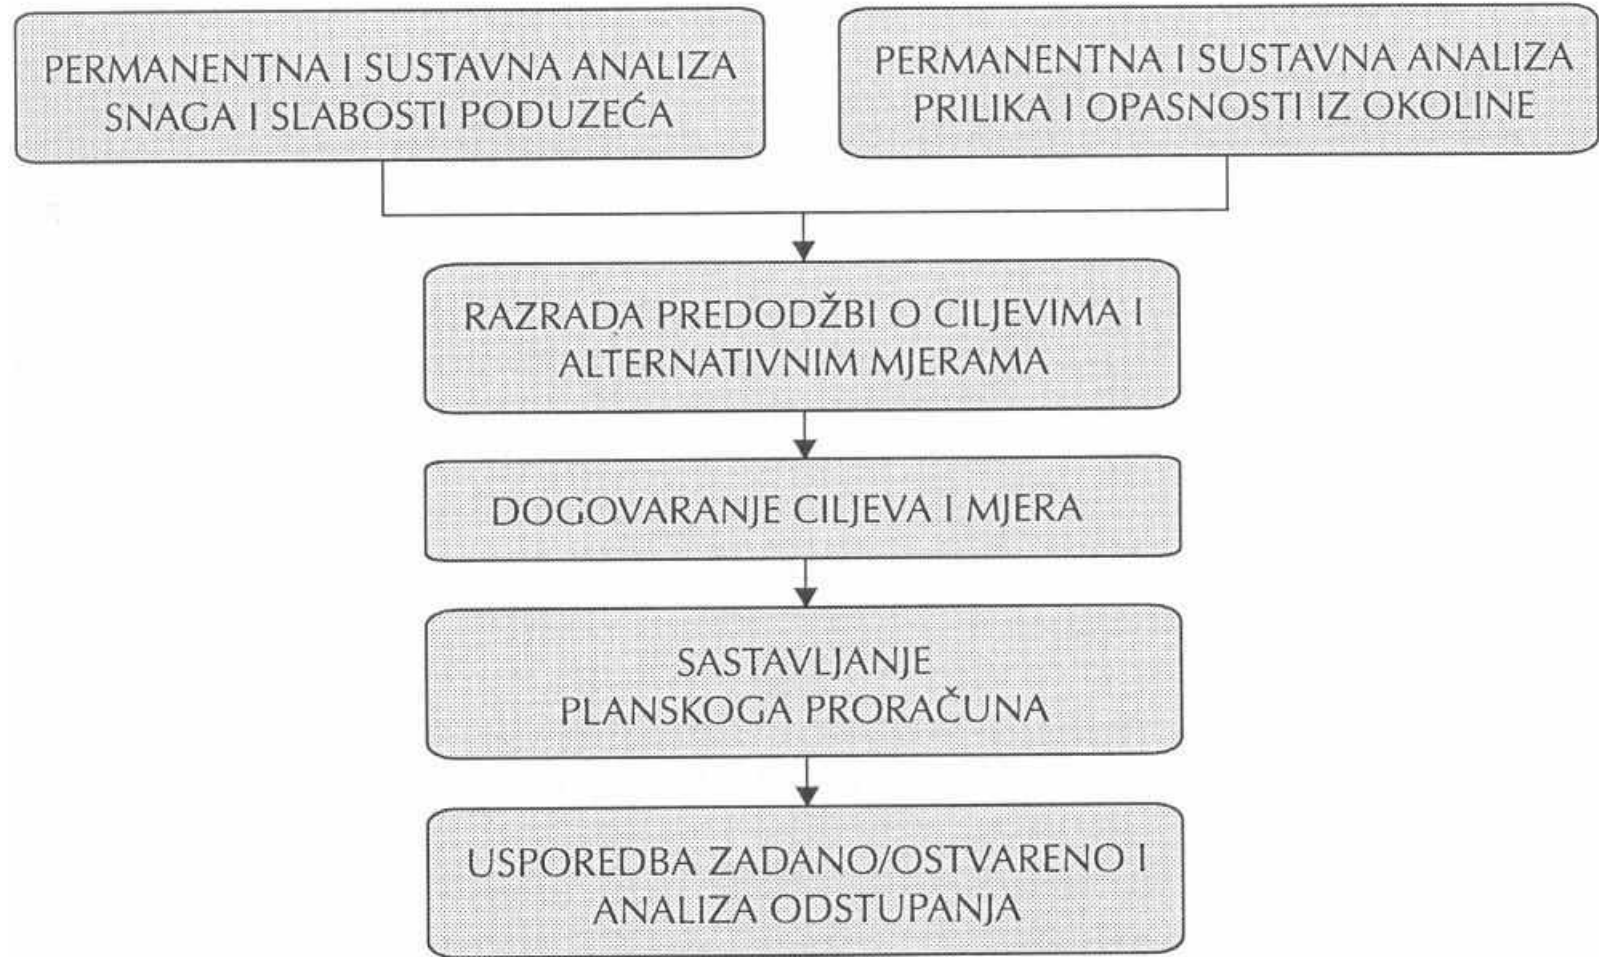 PERMANENTNA I SUSTAVNA ANALIZA
SNAGA I SLABOSTI PODUZEĆA
PERMANENTNA I SUSTAVNA ANALIZA
PRILIKA I OPASNOSTI IZ OKOLINE
RAZRADA PREDODŽBI O CILJEVIMA I
ALTERNATIVNIM MJERAMA
DOGOVARANJE CILJEVA I MJERA
SASTAVLJANJE
PLANSKOGA PRORAČUNA
USPOREDBA ZADANO/OSTVARENO I
ANALIZA ODSTUPANJA